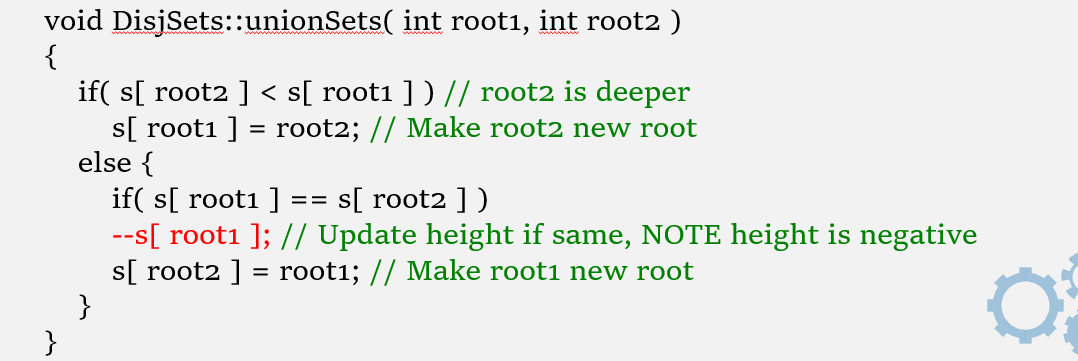 void DisjSets::unionSets( int root1, int root2 )
{
if( s[ root2 ] < s[ root1 ] ) // root2 is deeper
s[ root1 ] = root2; // Make root2 new root
else {
if( s[ root1 ] == s[ root2 ] )
--s[ root1 ]; // Update height if same, NOTE height is negative
s[ root2 ] = root1; // Make root1 new root
}
}